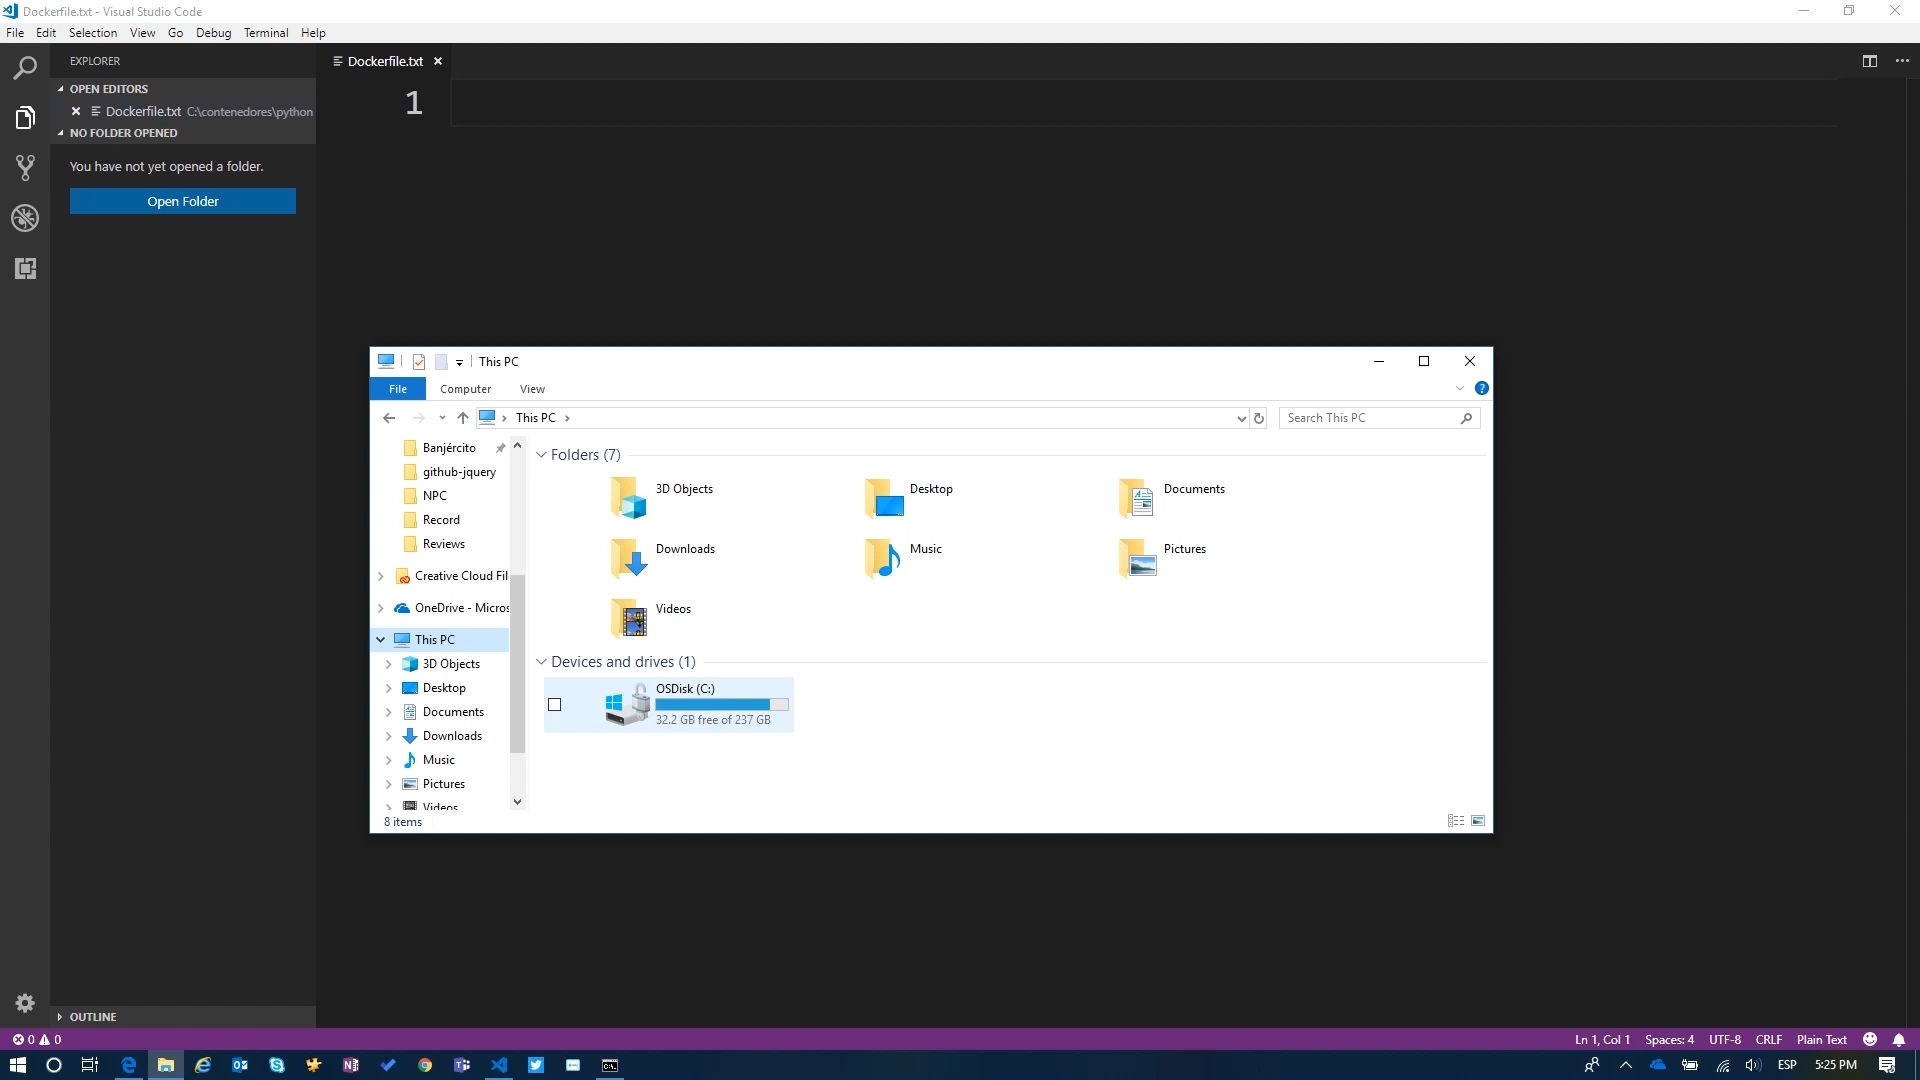 Dockerfile.txt - Visual Studio Code
File Edit Selection View Go Debug Terminal Help
EXPLORER
OPEN EDITORS
Dockerfile.txt C:\contenedores\python
NO FOLDER OPENED
You have not yet opened a folder.
Open Folder
OUTLINE
Dockerfile.txt
1
This PC
File Computer View
This PC
Search This PC
Banjército
github-jquery
NPC
Record
Reviews
Creative Cloud Fil
OneDrive - Micros
This PC
3D Objects
Desktop
Documents
Downloads
Music
Pictures
Videos
Folders (7)
3D Objects Desktop Documents
Downloads Music Pictures
Videos
Devices and drives (1)
OSDisk (C:)
32.2 GB free of 237 GB
8 items
0 0 Ln 1, Col 1 Spaces: 4 UTF-8 CRLF Plain Text
ESP 5:25 PM